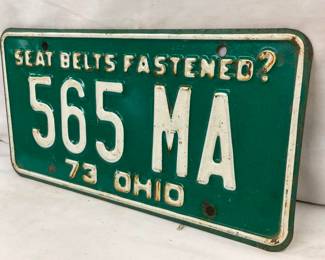 SEAT BELTS FASTENED?
565 MA
73 OHIO